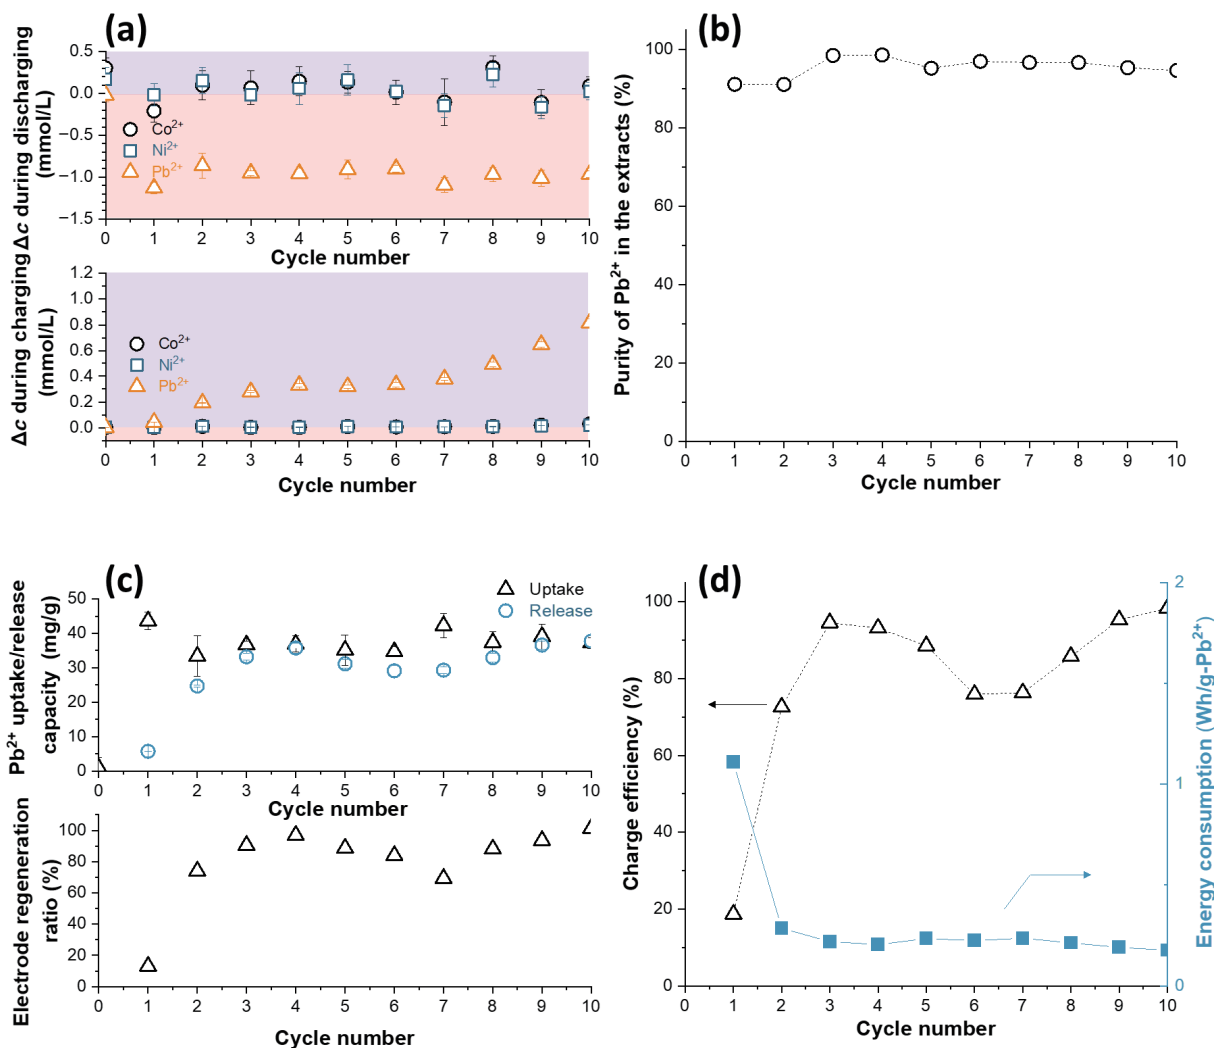 (a)
Δc during discharging
(mmol/L)
0.5
0.0
−0.5
−1.0
−1.5
Co²⁺
Ni²⁺
Pb²⁺
0 1 2 3 4 5 6 7 8 9 10
Cycle number
Δc during charging
(mmol/L)
1.2
1.0
0.8
0.6
0.4
0.2
0.0
Co²⁺
Ni²⁺
Pb²⁺
0 1 2 3 4 5 6 7 8 9 10
Cycle number
(b)
Purity of Pb²⁺ in the extracts (%)
100
80
60
40
20
0
0 1 2 3 4 5 6 7 8 9 10
Cycle number
(c)
Pb²⁺ uptake/release
capacity (mg/g)
50
40
30
20
10
0
Uptake
Release
0 1 2 3 4 5 6 7 8 9 10
Cycle number
Electrode regeneration
ratio (%)
100
80
60
40
20
0
0 1 2 3 4 5 6 7 8 9 10
Cycle number
(d)
Charge efficiency (%)
100
80
60
40
20
0
0 1 2 3 4 5 6 7 8 9 10
Cycle number
2
1
0
Energy consumption (Wh/g-Pb²⁺)